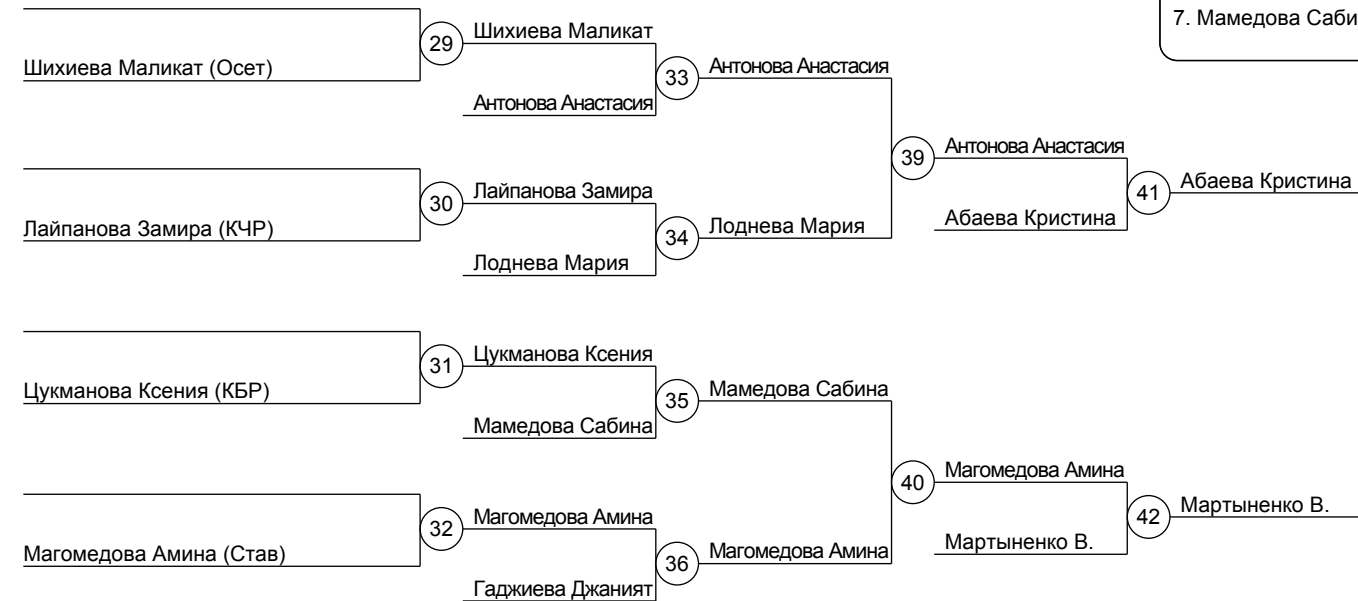 7. Мамедова Саби
29
Шихиева Маликат
Шихиева Маликат (Осет)
33
Антонова Анастасия
Антонова Анастасия
39
Антонова Анастасия
30
Лайпанова Замира
41
Абаева Кристина
Лайпанова Замира (КЧР)
34
Лоднева Мария
Абаева Кристина
Лоднева Мария
31
Цукманова Ксения
Цукманова Ксения (КБР)
35
Мамедова Сабина
Мамедова Сабина
40
Магомедова Амина
32
Магомедова Амина
42
Мартыненко В.
Магомедова Амина (Став)
36
Магомедова Амина
Мартыненко В.
Гаджиева Джаният